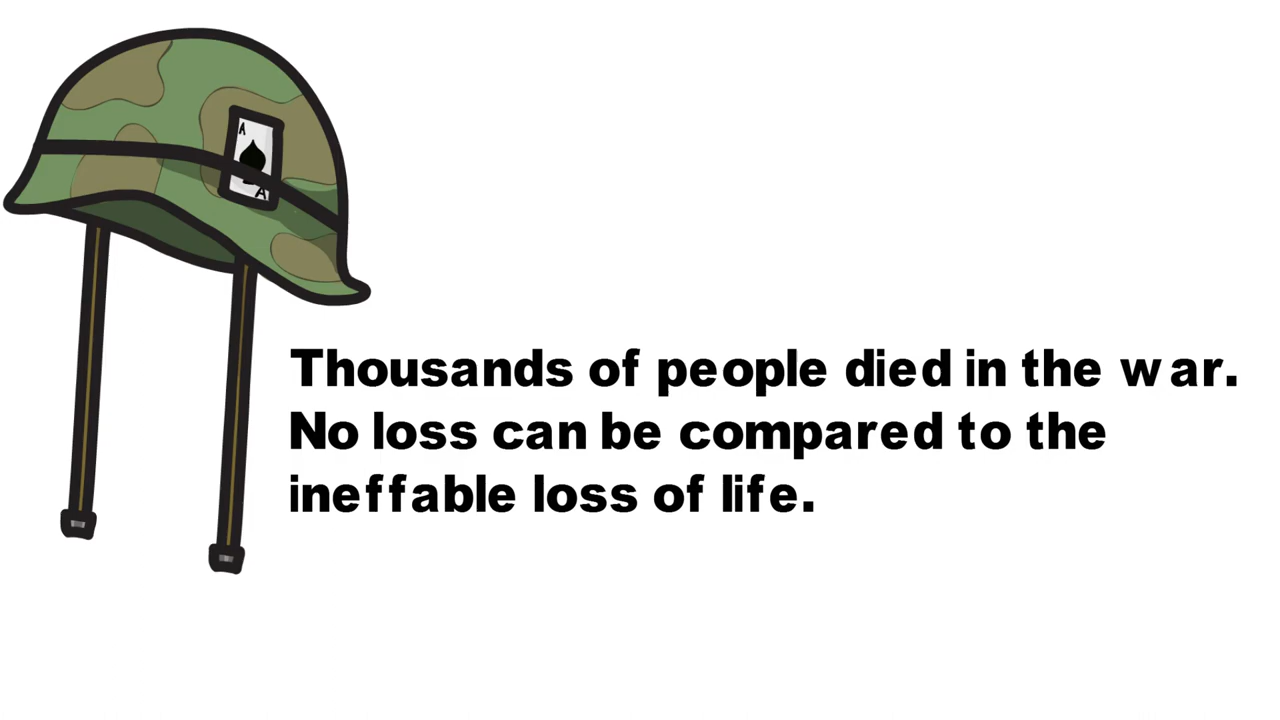 A
A
Thousands of people died in the war.
No loss can be compared to the
ineffable loss of life.